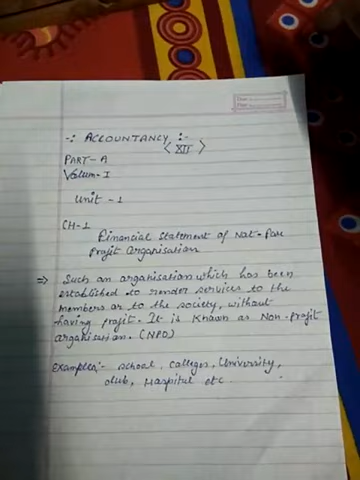 -: ACCOUNTANCY :-
< XII >
PART-A
Volum-I
Unit -1
CH-1
Financial Statement of Not-For
Profit Organisation
⇒ Such an organisation which has been
established to render services to the
members or to the society, without
having profit. It is known as Non-profit
organisation. (NPO)
Examples:- school, colleges, University,
club, Hospital etc